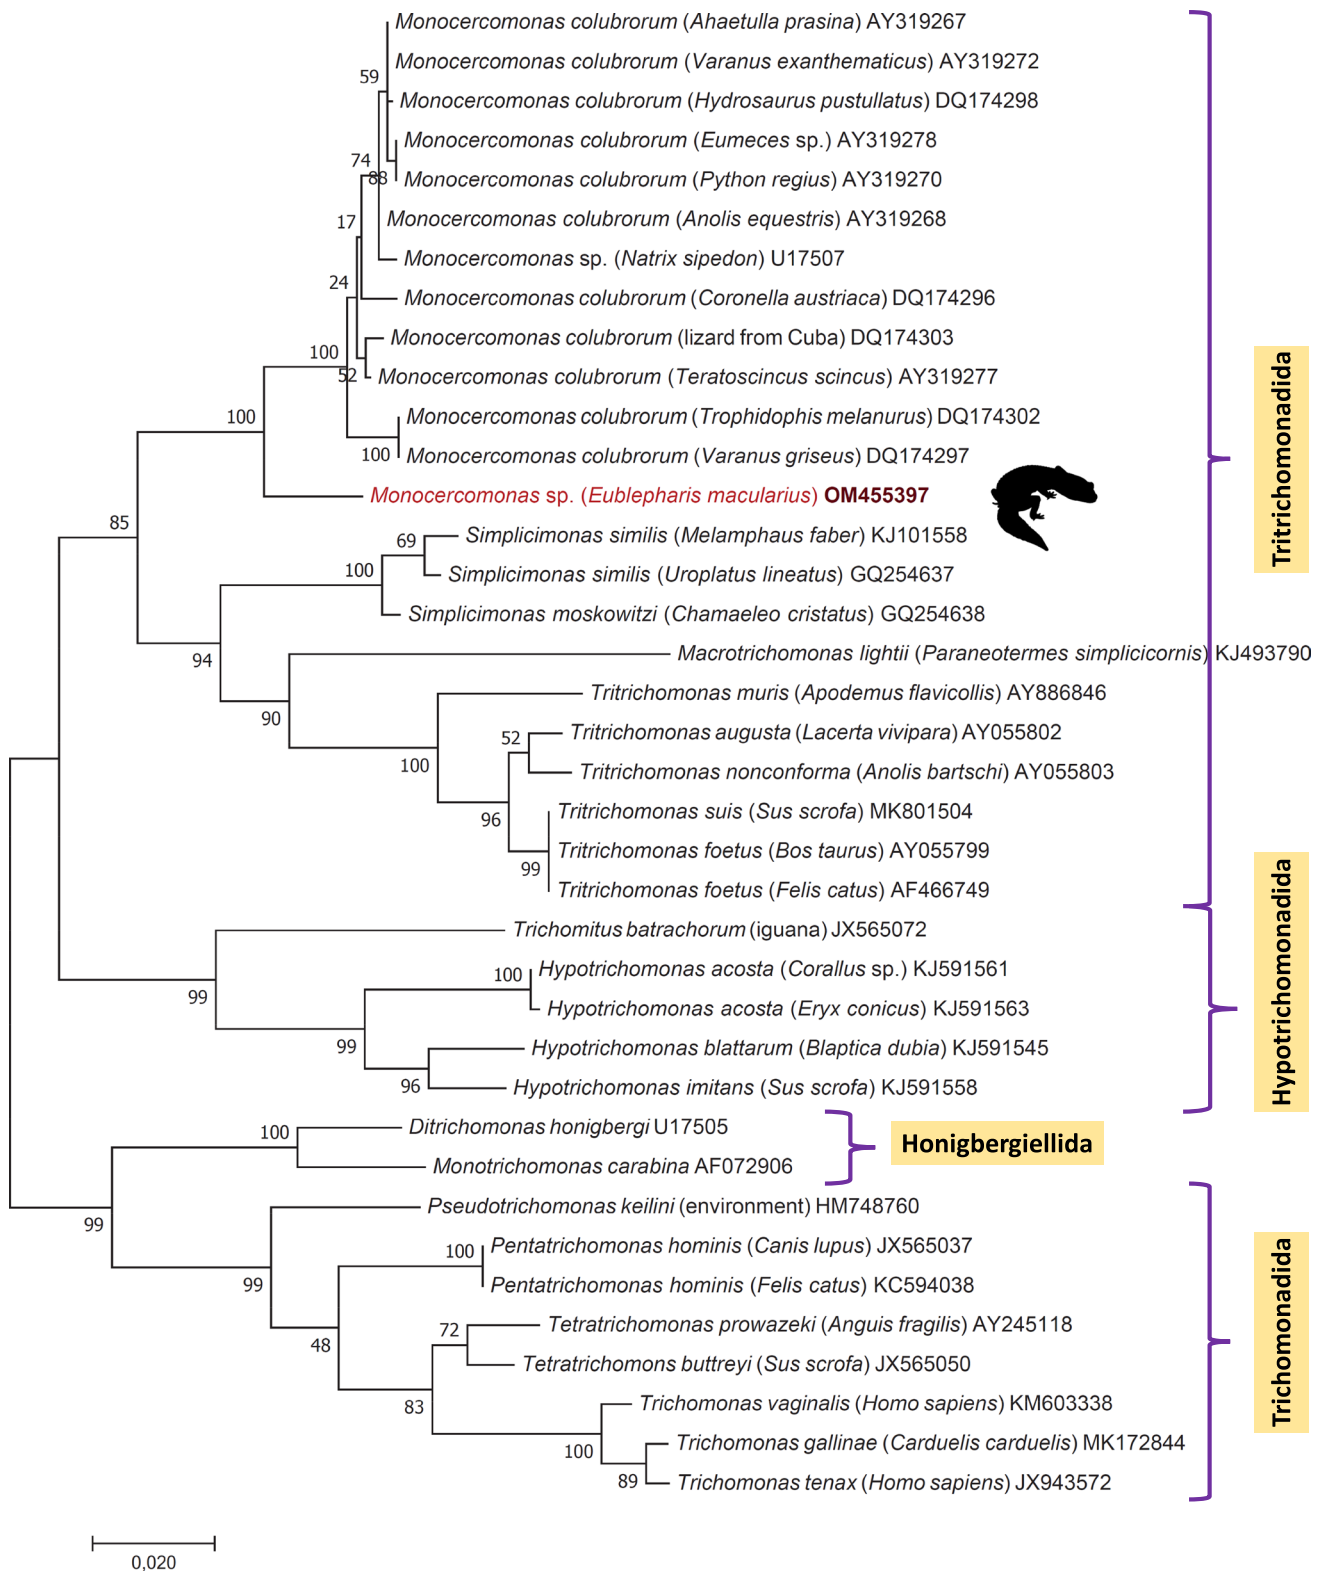 Monocercomonas colubrorum (Ahaetulla prasina) AY319267
Monocercomonas colubrorum (Varanus exanthematicus) AY319272
59
Monocercomonas colubrorum (Hydrosaurus pustullatus) DQ174298
Monocercomonas colubrorum (Eumeces sp.) AY319278
74
88
Monocercomonas colubrorum (Python regius) AY319270
17
Monocercomonas colubrorum (Anolis equestris) AY319268
Monocercomonas sp. (Natrix sipedon) U17507
24
Monocercomonas colubrorum (Coronella austriaca) DQ174296
Monocercomonas colubrorum (lizard from Cuba) DQ174303
100
52
Monocercomonas colubrorum (Teratoscincus scincus) AY319277
100
Monocercomonas colubrorum (Trophidophis melanurus) DQ174302
100
Monocercomonas colubrorum (Varanus griseus) DQ174297
Monocercomonas sp. (Eublepharis macularius) OM455397
85
Simplicimonas similis (Melamphaus faber) KJ101558
69
100
Simplicimonas similis (Uroplatus lineatus) GQ254637
Simplicimonas moskowitzi (Chamaeleo cristatus) GQ254638
94
Macrotrichomonas lightii (Paraneotermes simplicicornis) KJ493790
90
Tritrichomonas muris (Apodemus flavicollis) AY886846
52
Tritrichomonas augusta (Lacerta vivipara) AY055802
100
Tritrichomonas nonconforma (Anolis bartschi) AY055803
96
Tritrichomonas suis (Sus scrofa) MK801504
Tritrichomonas foetus (Bos taurus) AY055799
99
Tritrichomonas foetus (Felis catus) AF466749
Tritrichomonadida
Trichomitus batrachorum (iguana) JX565072
100
Hypotrichomonas acosta (Corallus sp.) KJ591561
99
Hypotrichomonas acosta (Eryx conicus) KJ591563
99
Hypotrichomonas blattarum (Blaptica dubia) KJ591545
96
Hypotrichomonas imitans (Sus scrofa) KJ591558
Hypotrichomonadida
100
Ditrichomonas honigbergi U17505
Monotrichomonas carabina AF072906
Honigbergiellida
99
Pseudotrichomonas keilini (environment) HM748760
100
Pentatrichomonas hominis (Canis lupus) JX565037
99
Pentatrichomonas hominis (Felis catus) KC594038
72
Tetratrichomonas prowazeki (Anguis fragilis) AY245118
48
Tetratrichomons buttreyi (Sus scrofa) JX565050
83
Trichomonas vaginalis (Homo sapiens) KM603338
100
Trichomonas gallinae (Carduelis carduelis) MK172844
89
Trichomonas tenax (Homo sapiens) JX943572
Trichomonadida
0,020